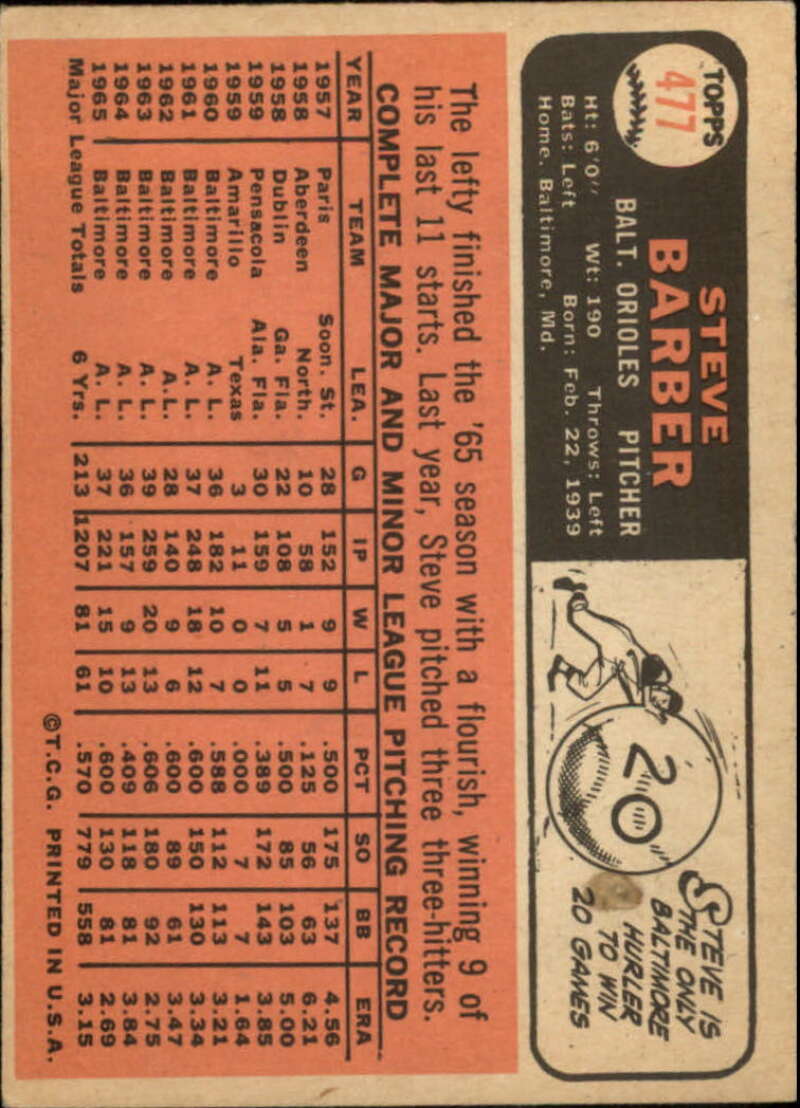 TOPPS
477
STEVE
BARBER
BALT. ORIOLES PITCHER
Ht: 6'0" Wt: 190 Throws: Left
Bats: Left Born: Feb. 22, 1939
Home. Baltimore, Md.
20
STEVE IS
THE ONLY
BALTIMORE
HURLER
TO WIN
20 GAMES
The lefty finished the '65 season with a flourish, winning 9 of
his last 11 starts. Last year, Steve pitched three three-hitters.
COMPLETE MAJOR AND MINOR LEAGUE PITCHING RECORD
YEAR TEAM LEA. G IP W L PCT SO BB ERA
1957 Paris Soon. St. 28 152 9 9 .500 175 137 4.56
1958 Aberdeen North. 10 58 1 7 .125 56 63 6.21
1958 Dublin Ga. Fla. 22 108 5 5 .500 85 103 5.00
1959 Pensacola Ala. Fla. 30 159 7 11 .389 172 143 3.85
1959 Amarillo Texas 3 11 0 0 .000 7 7 1.64
1960 Baltimore A. L. 36 182 10 7 .588 112 113 3.21
1961 Baltimore A. L. 37 248 18 12 .600 150 130 3.34
1962 Baltimore A.L. 28 140 9 6 .600 89 61 3.47
1963 Baltimore A. L. 39 259 20 13 .606 180 92 2.75
1964 Baltimore A. L. 36 157 9 13 .409 118 81 3.84
1965 Baltimore A. L. 37 221 15 10 .600 130 81 2.69
Major League Totals 6 Yrs. 213 1207 81 61 .570 779 558 3.15
©T.C.G. PRINTED IN U.S.A.